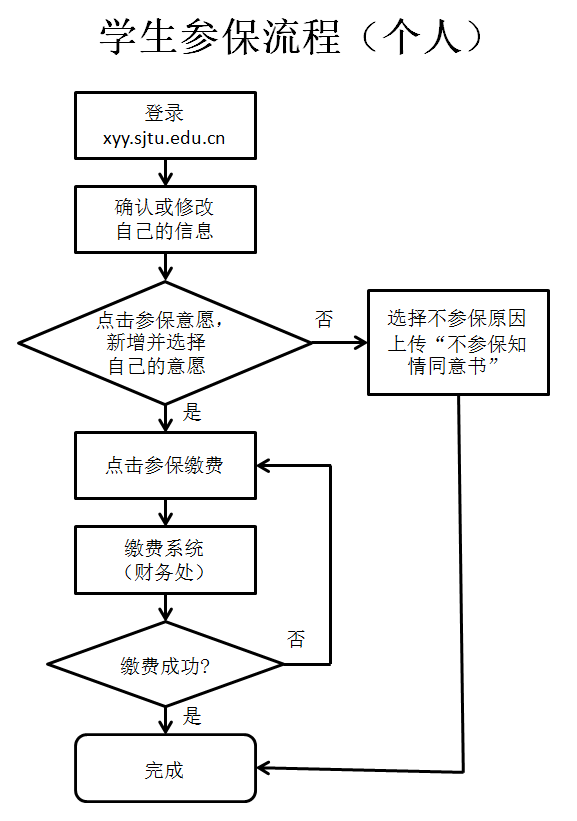 学生参保流程（个人）
登录
xyy.sjtu.edu.cn
确认或修改
自己的信息
点击参保意愿，
新增并选择
自己的意愿
否
选择不参保原因
上传“不参保知
情同意书”
是
点击参保缴费
缴费系统
（财务处）
否
缴费成功?
是
完成